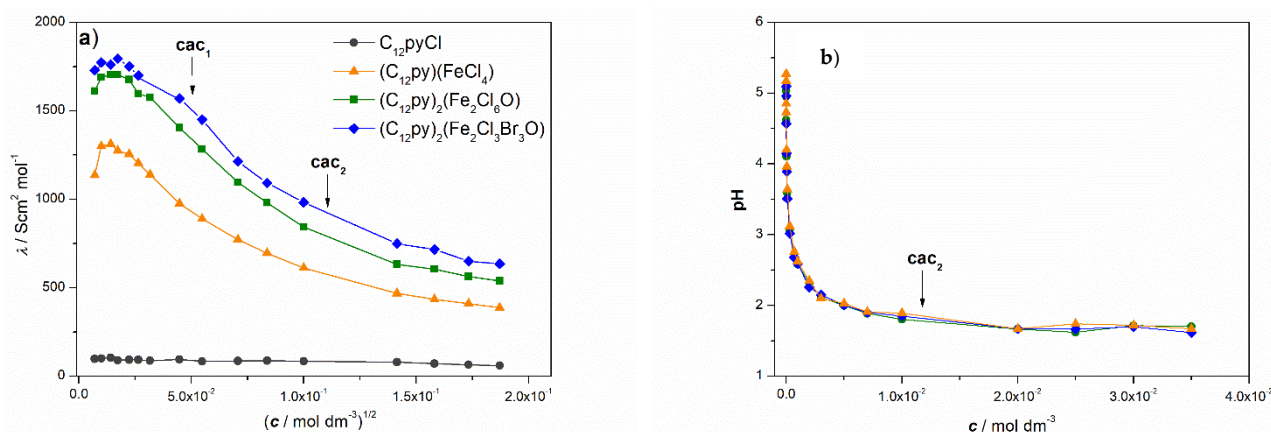 a)
cac₁
cac₂
C₁₂pyCl
(C₁₂py)(FeCl₄)
(C₁₂py)₂(Fe₂Cl₆O)
(C₁₂py)₂(Fe₂Cl₃Br₃O)
2000
1500
1000
500
0
λ / Scm² mol⁻¹
0.0
5.0x10⁻²
1.0x10⁻¹
1.5x10⁻¹
2.0x10⁻¹
(c / mol dm⁻³)¹ᐟ²
b)
cac₂
6
5
4
3
2
1
pH
0.0
1.0x10⁻²
2.0x10⁻²
3.0x10⁻²
4.0x10⁻²
c / mol dm⁻³